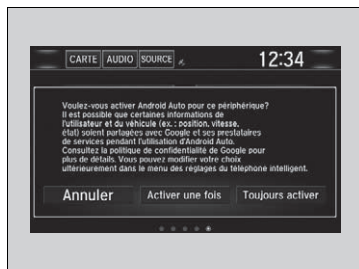 CARTE AUDIO SOURCE 12:34
Voulez-vous activer Android Auto pour ce périphérique?
Il est possible que certaines informations de
l'utilisateur et du véhicule (ex. : position, vitesse,
état) soient partagées avec Google et ses prestataires
de services pendant l'utilisation d'Android Auto.
Consultez la politique de confidentialité de Google pour
plus de détails. Vous pouvez modifier votre choix
ultérieurement dans le menu des réglages du téléphone intelligent.
Annuler Activer une fois Toujours activer